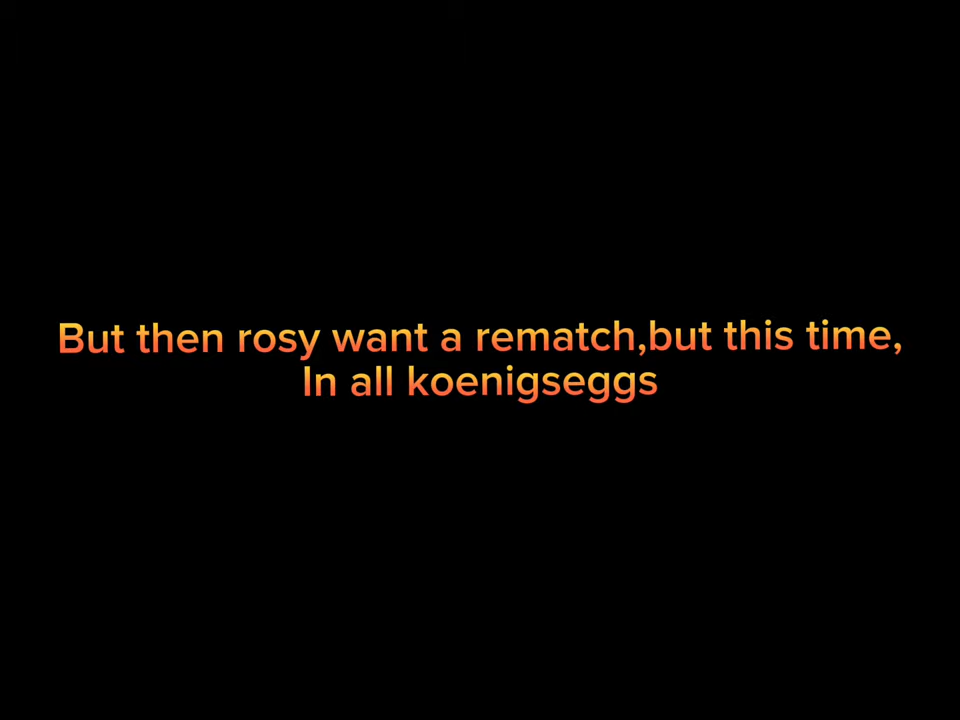 But then rosy want a rematch,but this time,
In all koenigseggs